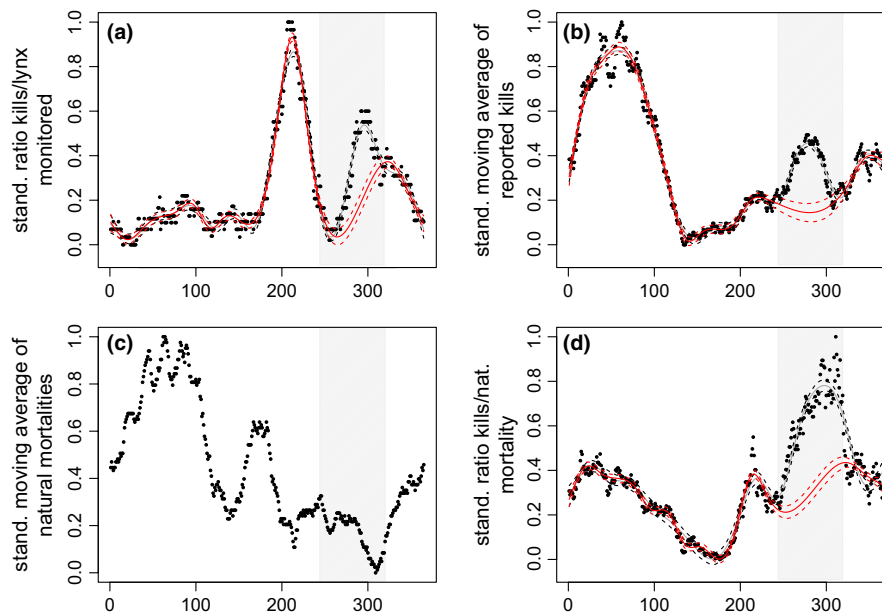 (a)
stand. ratio kills/lynx
monitored
0.0 0.2 0.4 0.6 0.8 1.0
0 100 200 300
(b)
stand. moving average of
reported kills
0.0 0.2 0.4 0.6 0.8 1.0
0 100 200 300
(c)
stand. moving average of
natural mortalities
0.0 0.2 0.4 0.6 0.8 1.0
0 100 200 300
(d)
stand. ratio kills/nat.
mortality
0.0 0.2 0.4 0.6 0.8 1.0
0 100 200 300